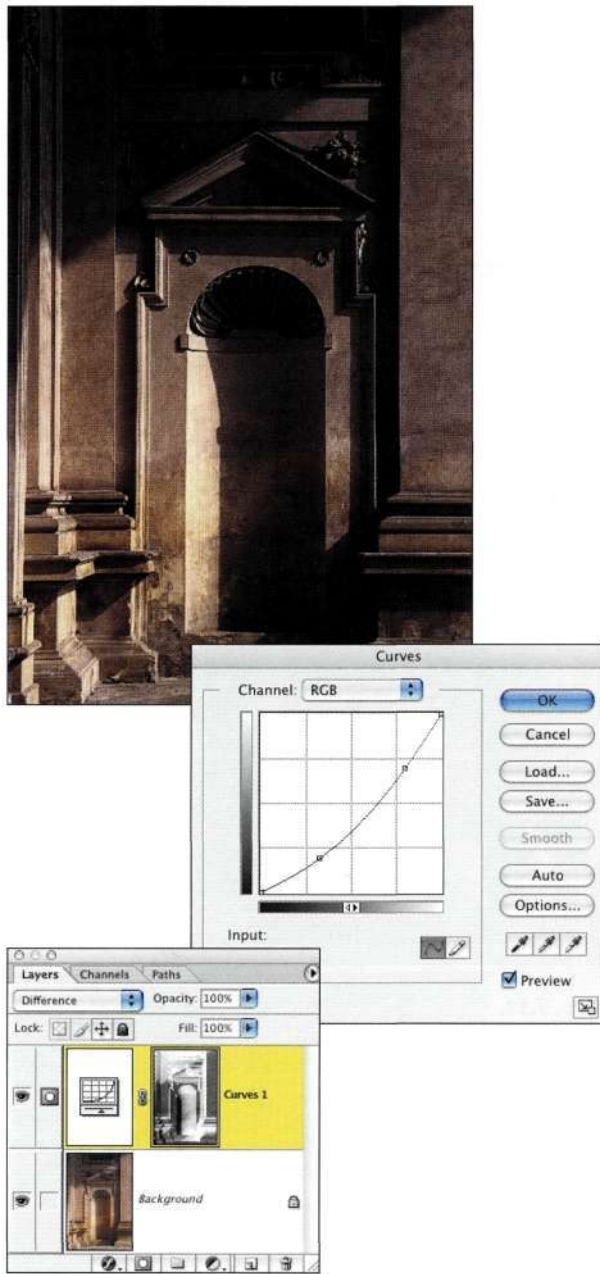 Curves
Channel: RGB
OK
Cancel
Load...
Save...
Smooth
Auto
Options...
Input:
Preview
Layers Channels Paths
Difference Opacity: 100%
Lock: Fill: 100%
Curves 1
Background